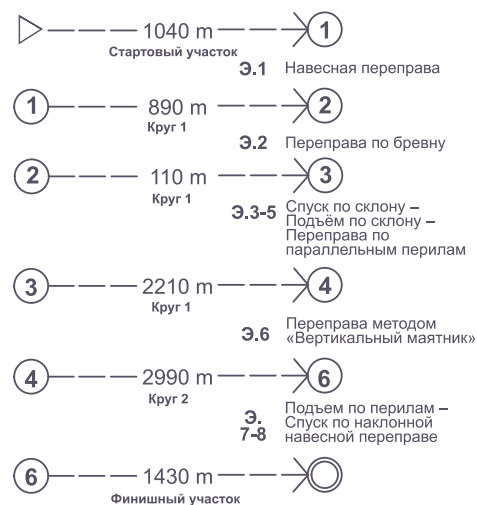 1040 m 1
Стартовый участок
Э.1 Навесная переправа
1 890 m 2
Круг 1
Э.2 Переправа по бревну
2 110 m 3
Круг 1
Э.3-5 Спуск по склону –
Подъём по склону –
Переправа по
параллельным перилам
3 2210 m 4
Круг 1
Э.6 Переправа методом
«Вертикальный маятник»
4 2990 m 6
Круг 2
Э.
7-8
Подъем по перилам –
Спуск по наклонной
навесной переправе
6 1430 m
Финишный участок